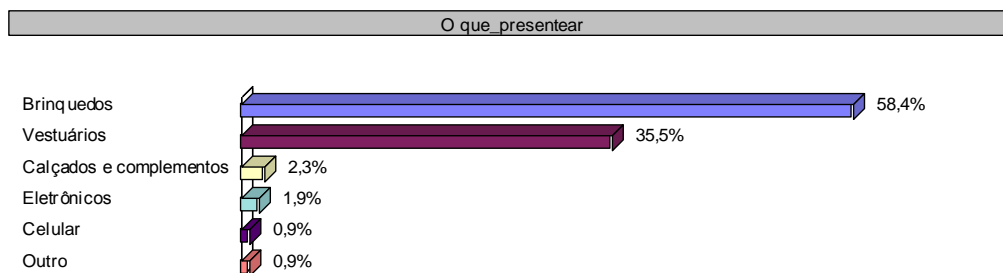 O que_presentear
Brinquedos 58,4%
Vestuários 35,5%
Calçados e complementos 2,3%
Eletrônicos 1,9%
Celular 0,9%
Outro 0,9%